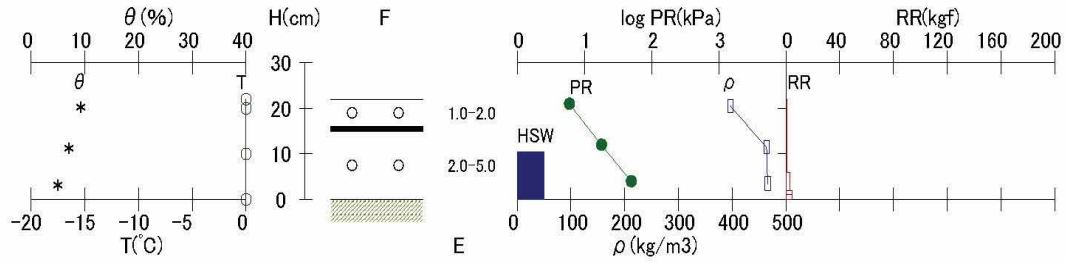 θ(%) H(cm) F log PR(kPa) RR(kgf)
0 10 20 30 40 0 1 2 3 0 40 80 120 160 200
30
θ T PR ρ RR
20 1.0-2.0
HSW
10 2.0-5.0
0
-20 -15 -10 -5 0 0 100 200 300 400 500
T(°C) E ρ(kg/m3)